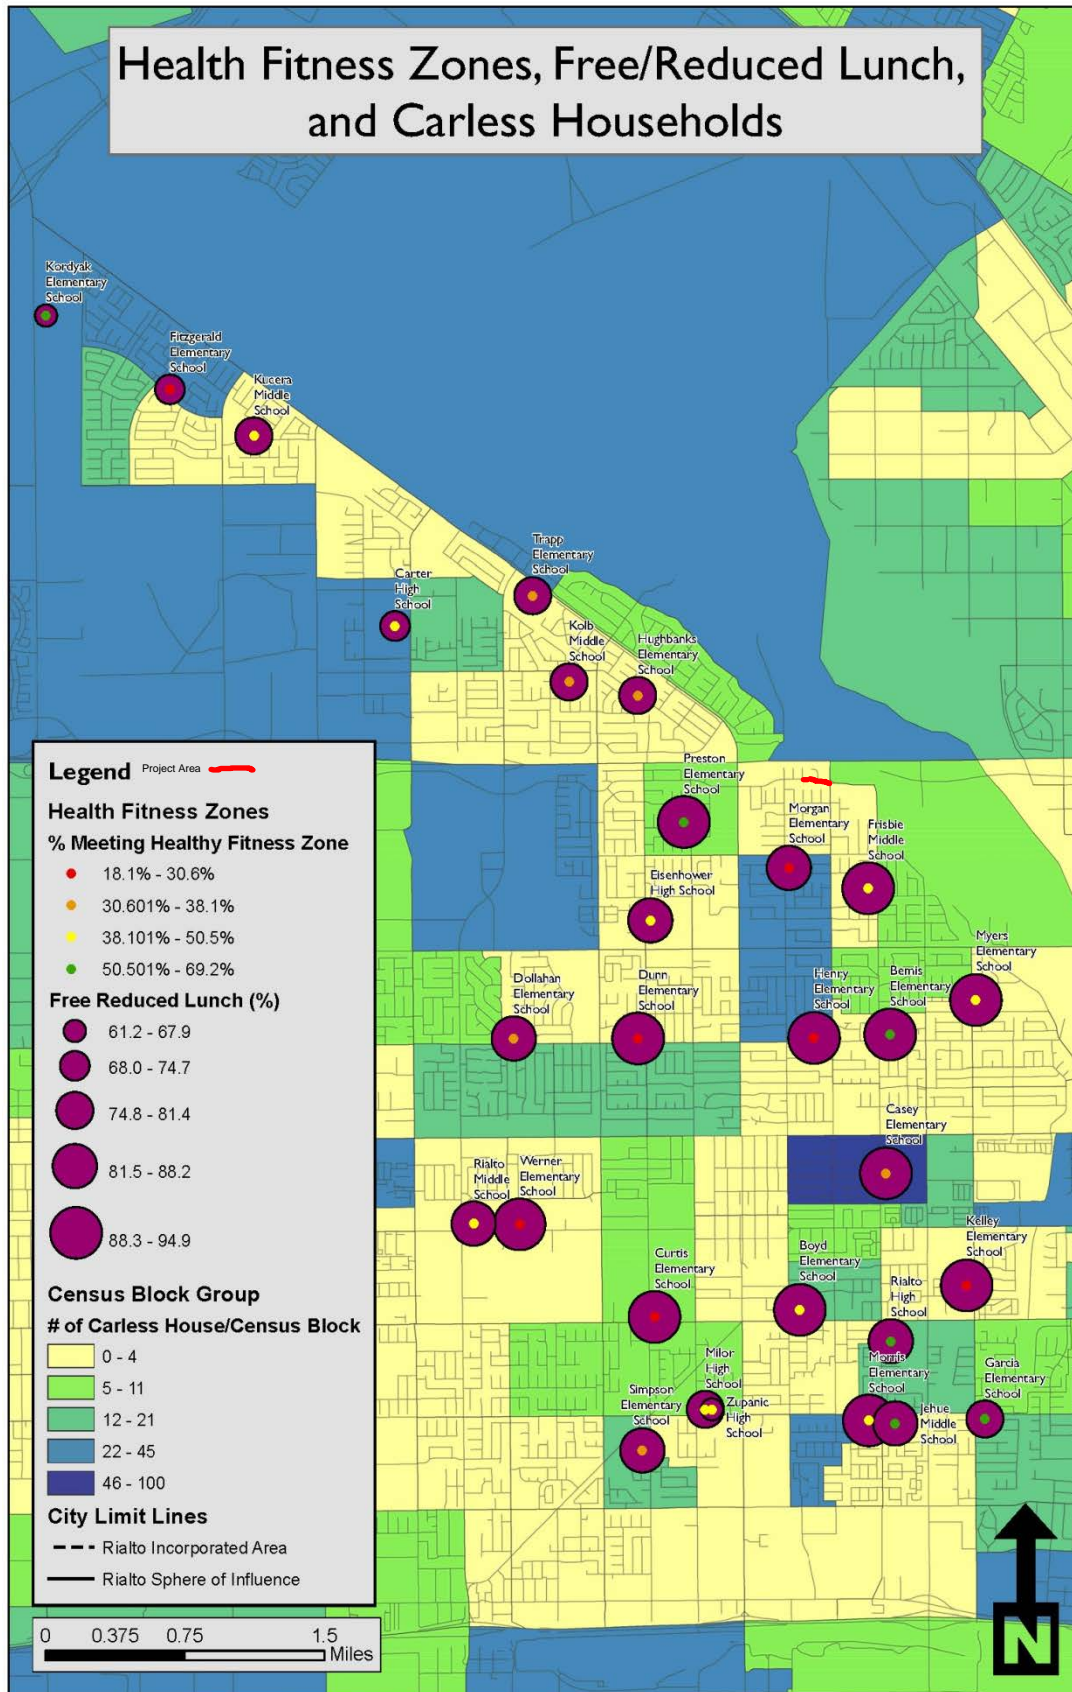 Health Fitness Zones, Free/Reduced Lunch,
and Carless Households
Kordyak
Elementary
School
Fitzgerald
Elementary
School
Kucera
Middle
School
Trapp
Elementary
School
Carter
High
School
Kolb
Middle
School
Hughbanks
Elementary
School
Preston
Elementary
School
Morgan
Elementary
School
Frisbie
Middle
School
Eisenhower
High School
Myers
Elementary
School
Dollahan
Elementary
School
Dunn
Elementary
School
Henry
Elementary
School
Bemis
Elementary
School
Casey
Elementary
School
Rialto
Middle
School
Werner
Elementary
School
Curtis
Elementary
School
Boyd
Elementary
School
Kelley
Elementary
School
Rialto
High
School
Milor
High
School
Zupanic
High
School
Simpson
Elementary
School
Morris
Elementary
School
Jehue
Middle
School
Garcia
Elementary
School
Legend Project Area
Health Fitness Zones
% Meeting Healthy Fitness Zone
18.1% - 30.6%
30.601% - 38.1%
38.101% - 50.5%
50.501% - 69.2%
Free Reduced Lunch (%)
61.2 - 67.9
68.0 - 74.7
74.8 - 81.4
81.5 - 88.2
88.3 - 94.9
Census Block Group
# of Carless House/Census Block
0 - 4
5 - 11
12 - 21
22 - 45
46 - 100
City Limit Lines
Rialto Incorporated Area
Rialto Sphere of Influence
0 0.375 0.75 1.5
Miles
N